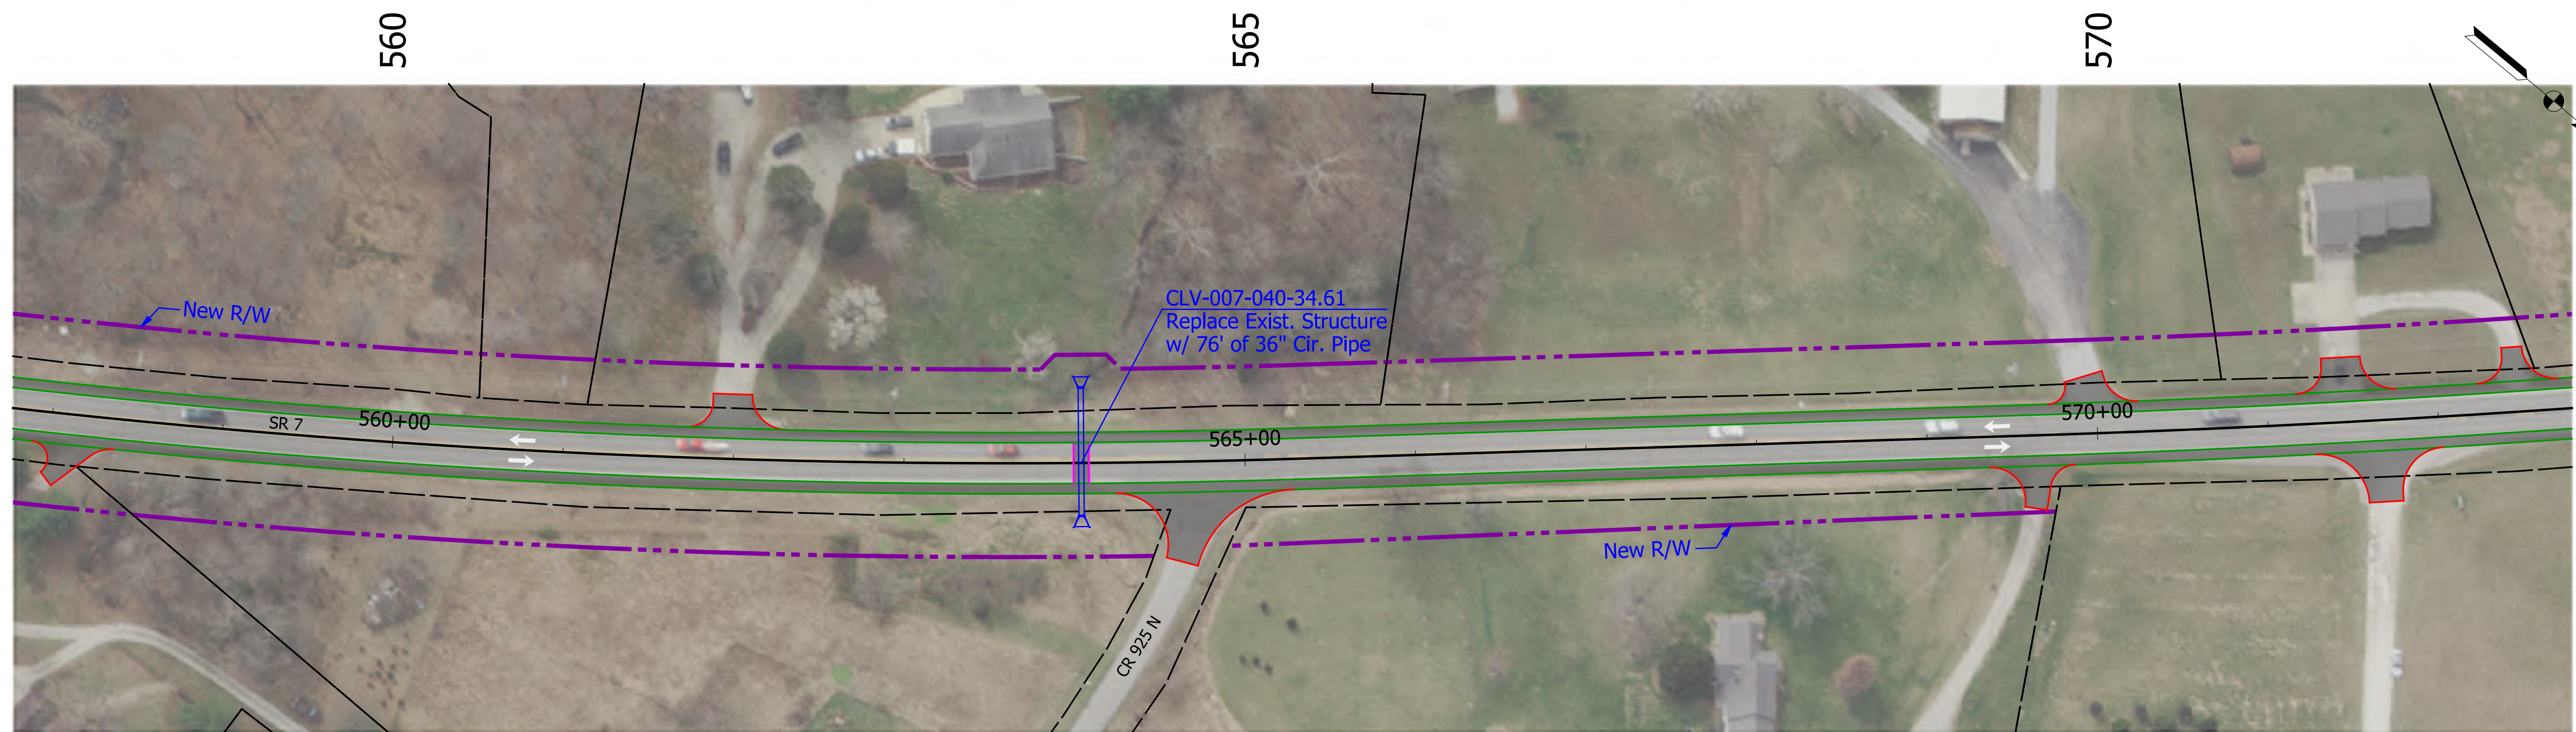 560
565
570
New R/W
CLV-007-040-34.61
Replace Exist. Structure
w/ 76' of 36" Cir. Pipe
SR 7
560+00
565+00
570+00
New R/W
CR 925 N